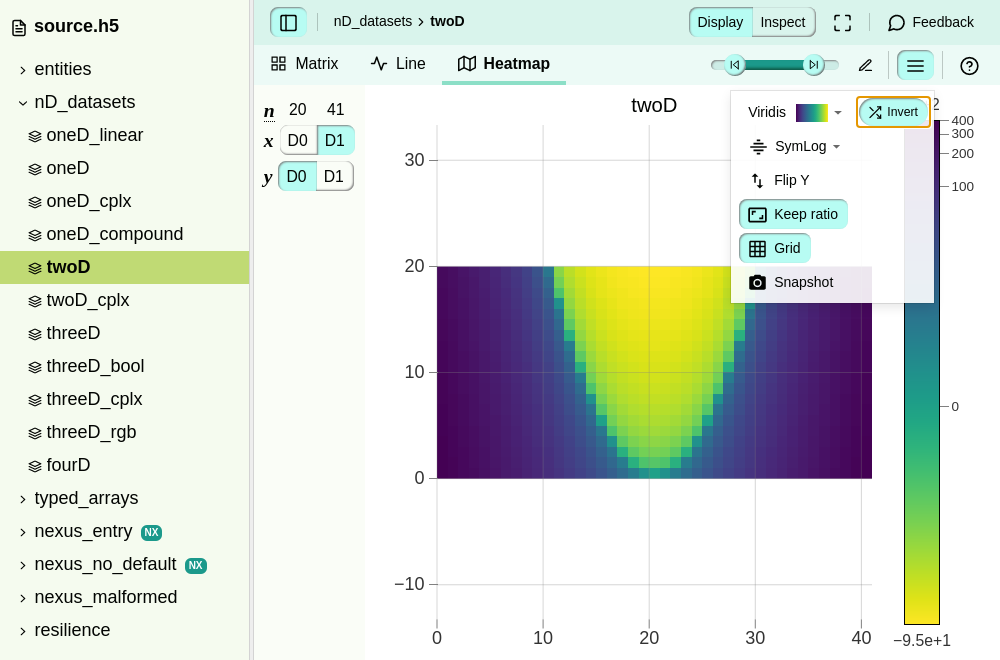 source.h5
entities
nD_datasets
oneD_linear
oneD
oneD_cplx
oneD_compound
twoD
twoD_cplx
threeD
threeD_bool
threeD_cplx
threeD_rgb
fourD
typed_arrays
nexus_entry NX
nexus_no_default NX
nexus_malformed
resilience
nD_datasets › twoD
Display Inspect
Feedback
Matrix Line Heatmap
n 20 41
x D0 D1
y D0 D1
twoD
Viridis
Invert
SymLog
Flip Y
Keep ratio
Grid
Snapshot
30
20
10
0
−10
0 10 20 30 40
2
400
300
200
100
0
−9.5e+1